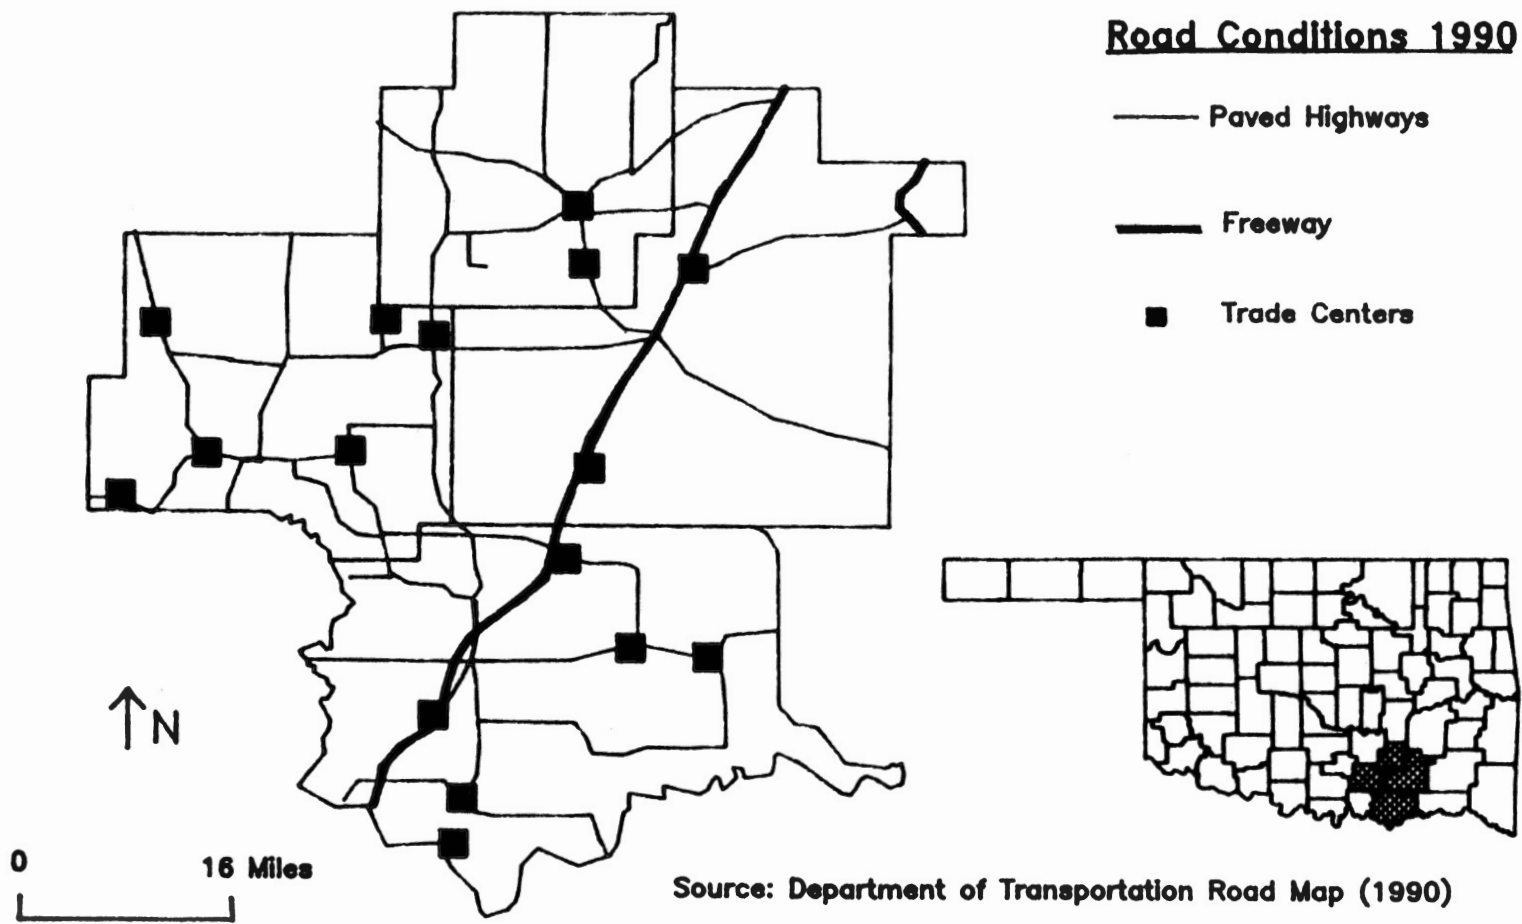 Road Conditions 1990
Paved Highways
Freeway
Trade Centers
N
0 16 Miles
Source: Department of Transportation Road Map (1990)